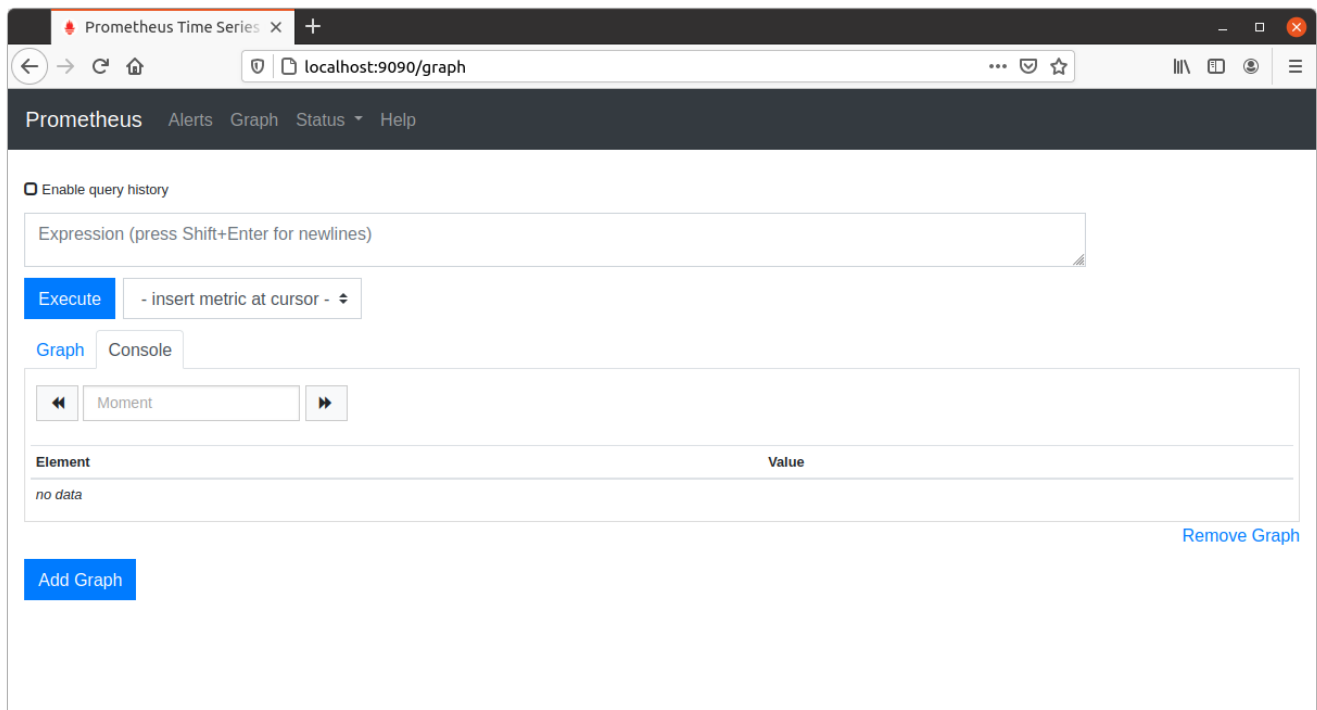 Prometheus Time Series
localhost:9090/graph
Prometheus Alerts Graph Status Help
Enable query history
Expression (press Shift+Enter for newlines)
Execute - insert metric at cursor -
Graph Console
Moment
Element Value
no data
Remove Graph
Add Graph